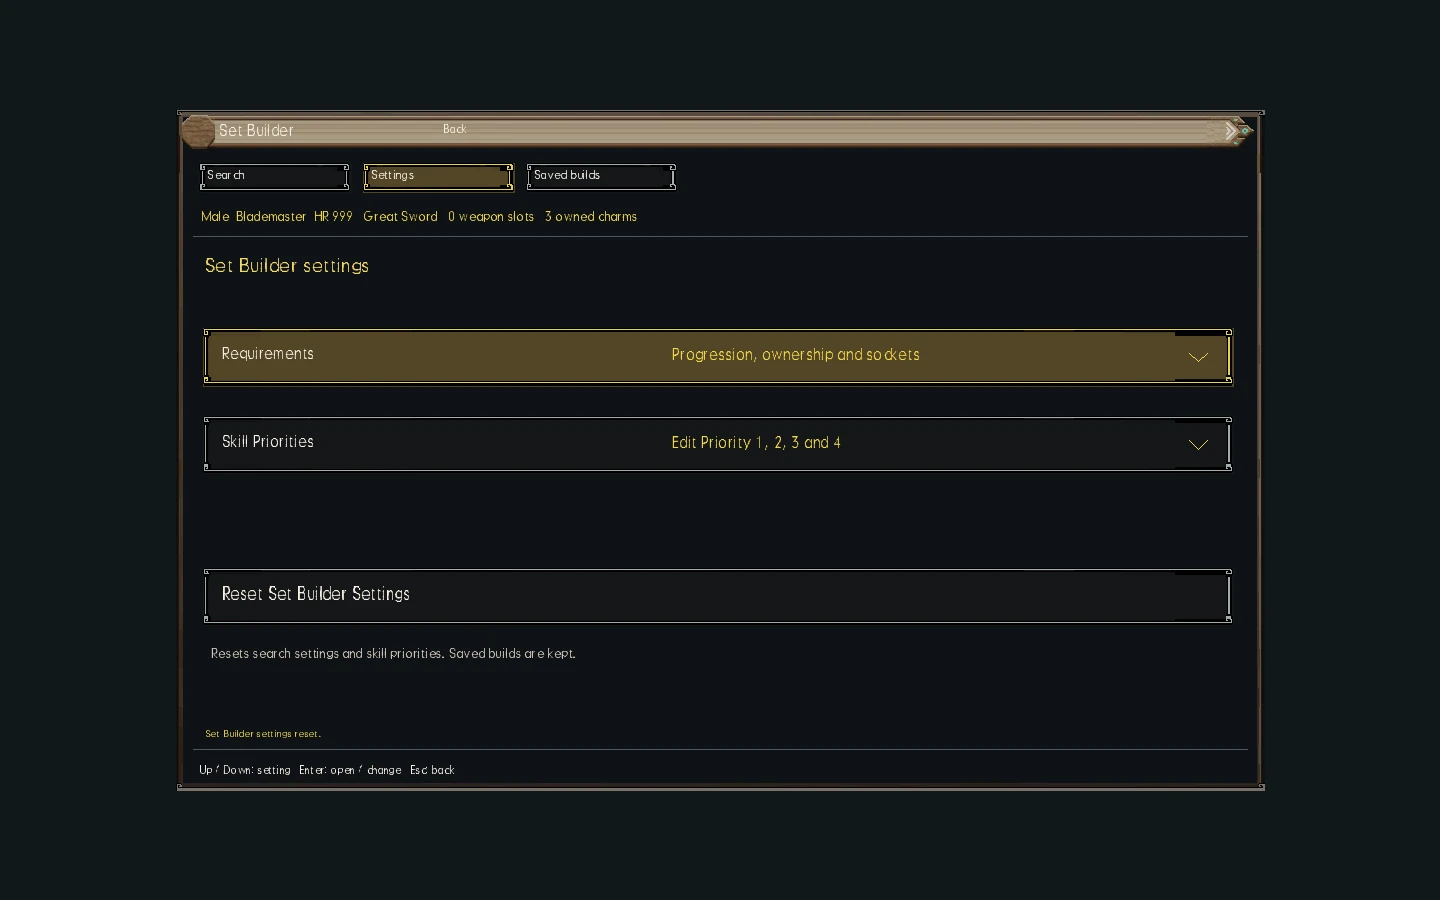 Set Builder Back
Search Settings Saved builds
Male Blademaster HR 999 Great Sword 0 weapon slots 3 owned charms
Set Builder settings
Requirements Progression, ownership and sockets
Skill Priorities Edit Priority 1, 2, 3 and 4
Reset Set Builder Settings
Resets search settings and skill priorities. Saved builds are kept.
Set Builder settings reset.
Up / Down: setting Enter: open / change Esc: back